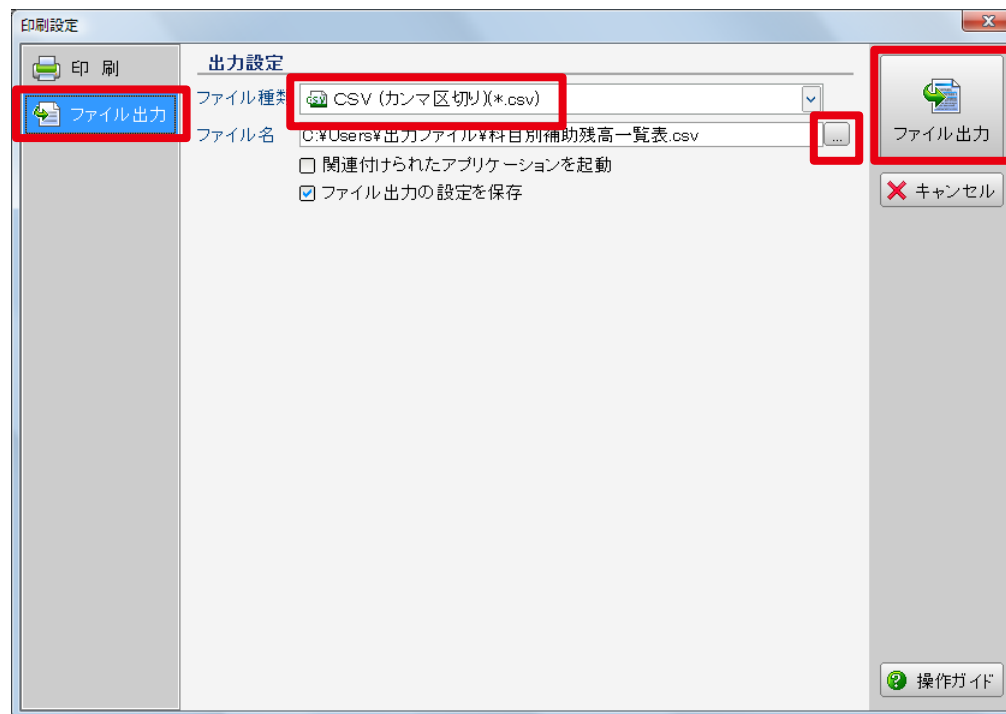 印刷設定
印 刷
ファイル出力
出力設定
ファイル種類
CSV (カンマ区切り)(*.csv)
ファイル名
C:¥Users¥出力ファイル¥科目別補助残高一覧表.csv
...
関連付けられたアプリケーションを起動
ファイル出力の設定を保存
ファイル出力
キャンセル
操作ガイド